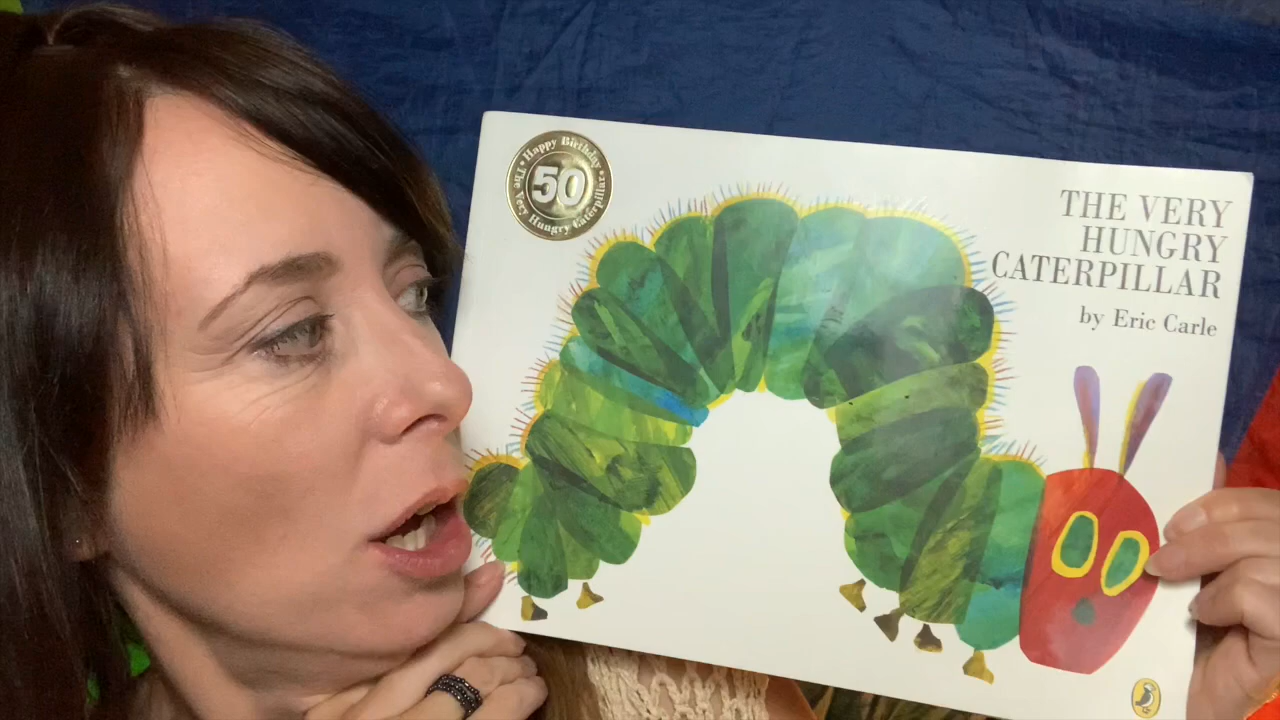 Happy Birthday
50
The Very Hungry Caterpillar
THE VERY
HUNGRY
CATERPILLAR
by Eric Carle